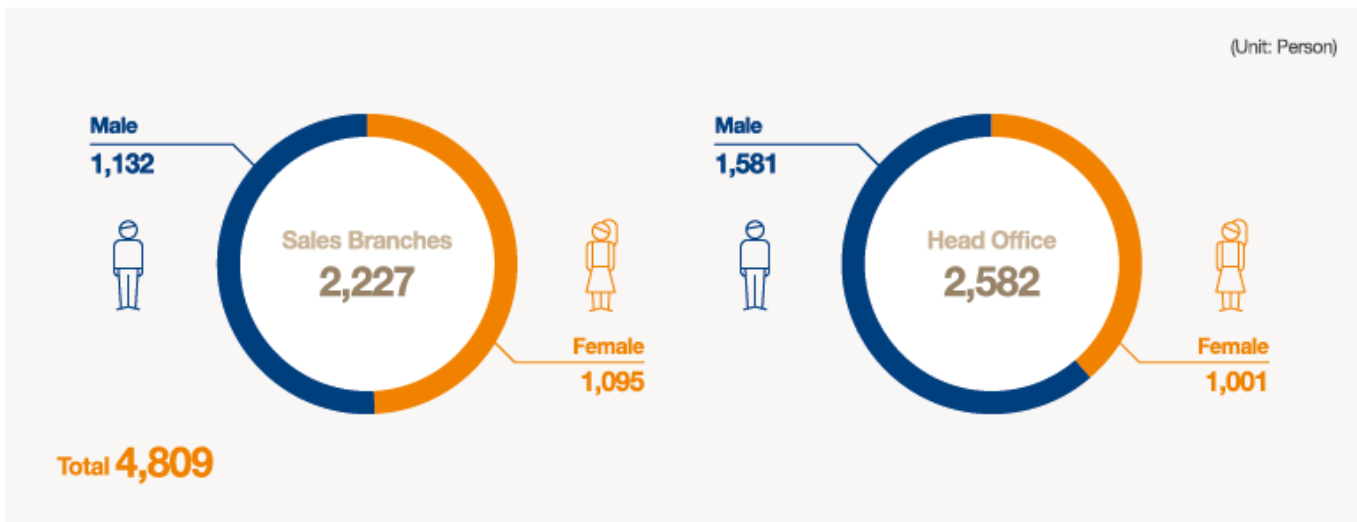 (Unit: Person)
Male
1,132
Sales Branches
2,227
Female
1,095
Male
1,581
Head Office
2,582
Female
1,001
Total 4,809